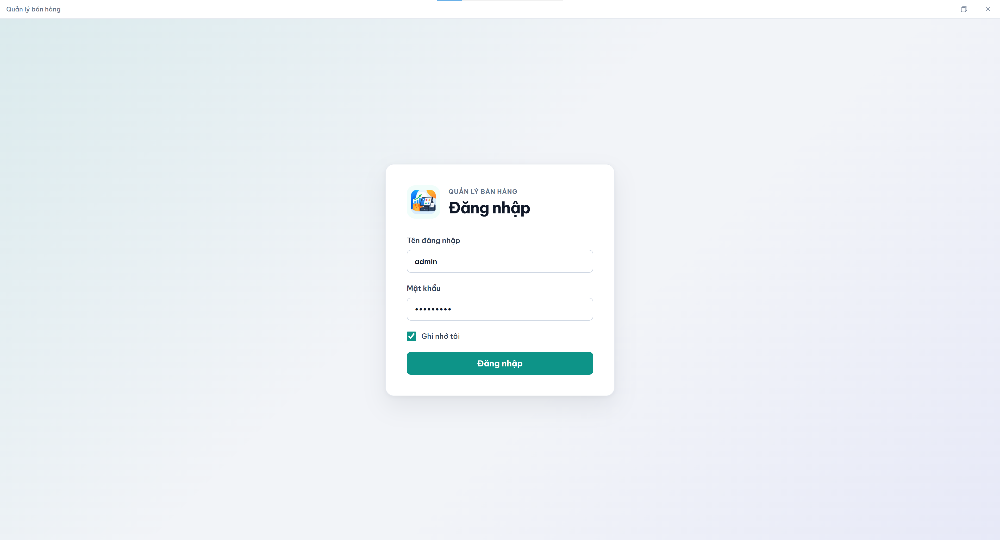 Quản lý bán hàng
QUẢN LÝ BÁN HÀNG
Đăng nhập
Tên đăng nhập
admin
Mật khẩu
•••••••••
Ghi nhớ tôi
Đăng nhập